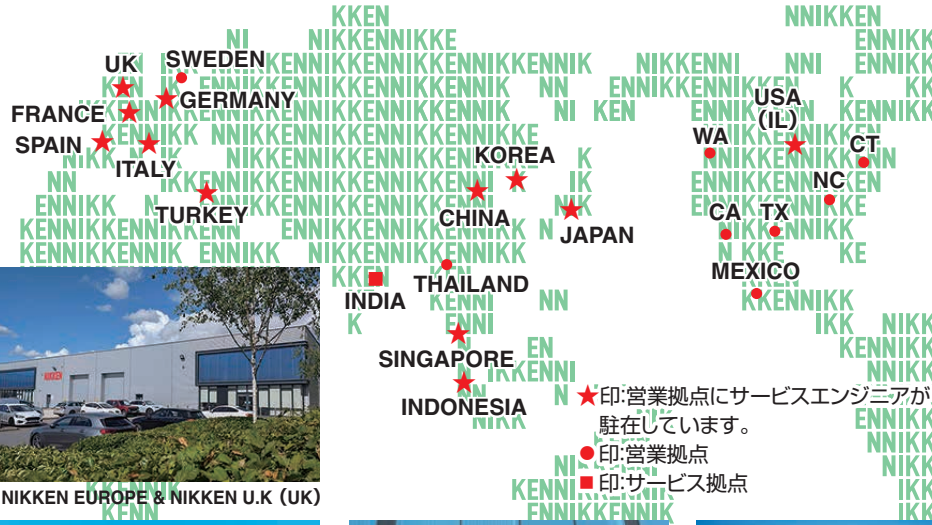 UK
SWEDEN
GERMANY
FRANCE
SPAIN
ITALY
TURKEY
KOREA
CHINA
JAPAN
INDIA
THAILAND
SINGAPORE
INDONESIA
USA
(IL)
WA
CT
NC
CA
TX
MEXICO
★印:営業拠点にサービスエンジニアが
駐在しています。
●印:営業拠点
■印:サービス拠点
NIKKEN
NIKKEN EUROPE & NIKKEN U.K (UK)